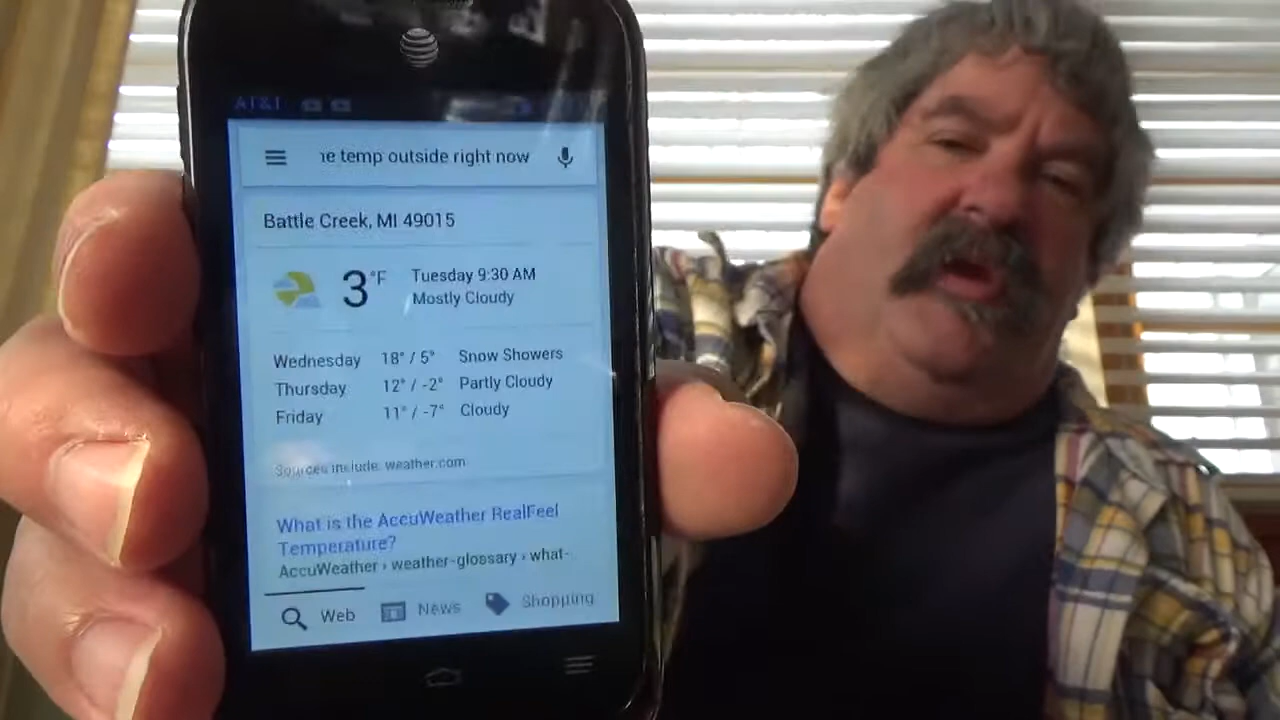 AT&T
ıe temp outside right now
Battle Creek, MI 49015
3°F
Tuesday 9:30 AM
Mostly Cloudy
Wednesday 18° / 5° Snow Showers
Thursday 12° / -2° Partly Cloudy
Friday 11° / -7° Cloudy
Sources include: weather.com
What is the AccuWeather RealFeel
Temperature?
AccuWeather › weather-glossary › what-
Web News Shopping